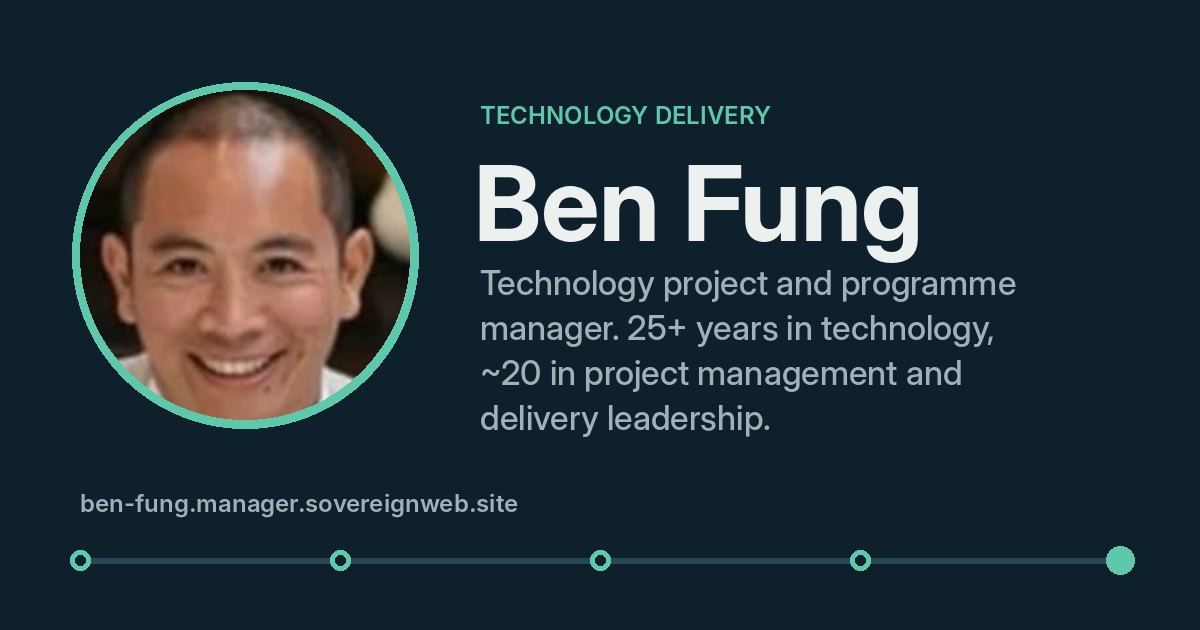 TECHNOLOGY DELIVERY
Ben Fung
Technology project and programme
manager. 25+ years in technology,
~20 in project management and
delivery leadership.
ben-fung.manager.sovereignweb.site